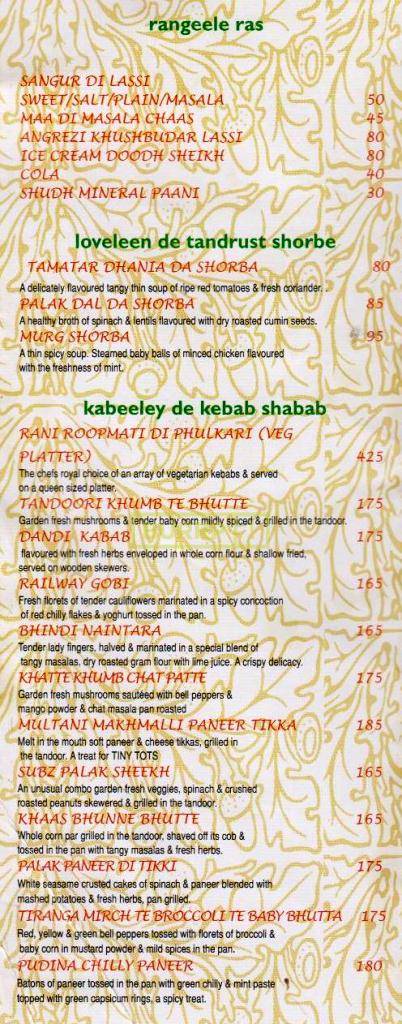 rangeele ras
SANGUR DI LASSI
SWEET/SALT/PLAIN/MASALA 50
MAA DI MASALA CHAAS 45
ANGREZI KHUSHBUDAR LASSI 80
ICE CREAM DOODH SHEIKH 80
COLA 40
SHUDH MINERAL PAANI 30
loveleen de tandrust shorbe
TAMATAR DHANIA DA SHORBA 80
A delicately flavoured tangy thin soup of ripe red tomatoes & fresh coriander. .
PALAK DAL DA SHORBA 85
A healthy broth of spinach & lentils flavoured with dry roasted cumin seeds.
MURG SHORBA 95
A thin spicy soup. Steamed baby balls of minced chicken flavoured
with the freshness of mint.
kabeeley de kebab shabab
RANI ROOPMATI DI PHULKARI (VEG
PLATTER) 425
The chefs royal choice of an array of vegetarian kebabs & served
on a queen sized platter.
TANDOORI KHUMB TE BHUTTE 175
Garden fresh mushrooms & tender baby corn mildly spiced & grilled in the tandoor.
DANDI KABAB 175
flavoured with fresh herbs enveloped in whole corn flour & shallow fried,
served on wooden skewers.
RAILWAY GOBI 165
Fresh florets of tender cauliflowers marinated in a spicy concoction
of red chilly flakes & yoghurt tossed in the pan.
BHINDI NAINTARA 165
Tender lady fingers, halved & marinated in a special blend of
tangy masalas, dry roasted gram flour with lime juice. A crispy delicacy.
KHATTE KHUMB CHAT PATTE 175
Garden fresh mushrooms sautéed with bell peppers &
mango powder & chat masala pan roasted
MULTANI MAKHMALLI PANEER TIKKA 185
Melt in the mouth soft paneer & cheese tikkas, grilled in
the tandoor. A treat for TINY TOTS
SUBZ PALAK SHEEKH 165
An unusual combo garden fresh veggies, spinach & crushed
roasted peanuts skewered & grilled in the tandoor.
KHAAS BHUNNE BHUTTE 165
Whole corn par grilled in the tandoor, shaved off its cob &
tossed in the pan with tangy masalas & fresh herbs.
PALAK PANEER DI TIKKI 175
White seasame crusted cakes of spinach & paneer blended with
mashed potatoes & fresh herbs, pan grilled.
TIRANGA MIRCH TE BROCCOLI TE BABY BHUTTA 175
Red, yellow & green bell peppers tossed with florets of broccoli &
baby corn in mustard powder & mild spices in the pan.
PUDINA CHILLY PANEER 180
Batons of paneer tossed in the pan with green chilly & mint paste
topped with green capsicum rings, a spicy treat.